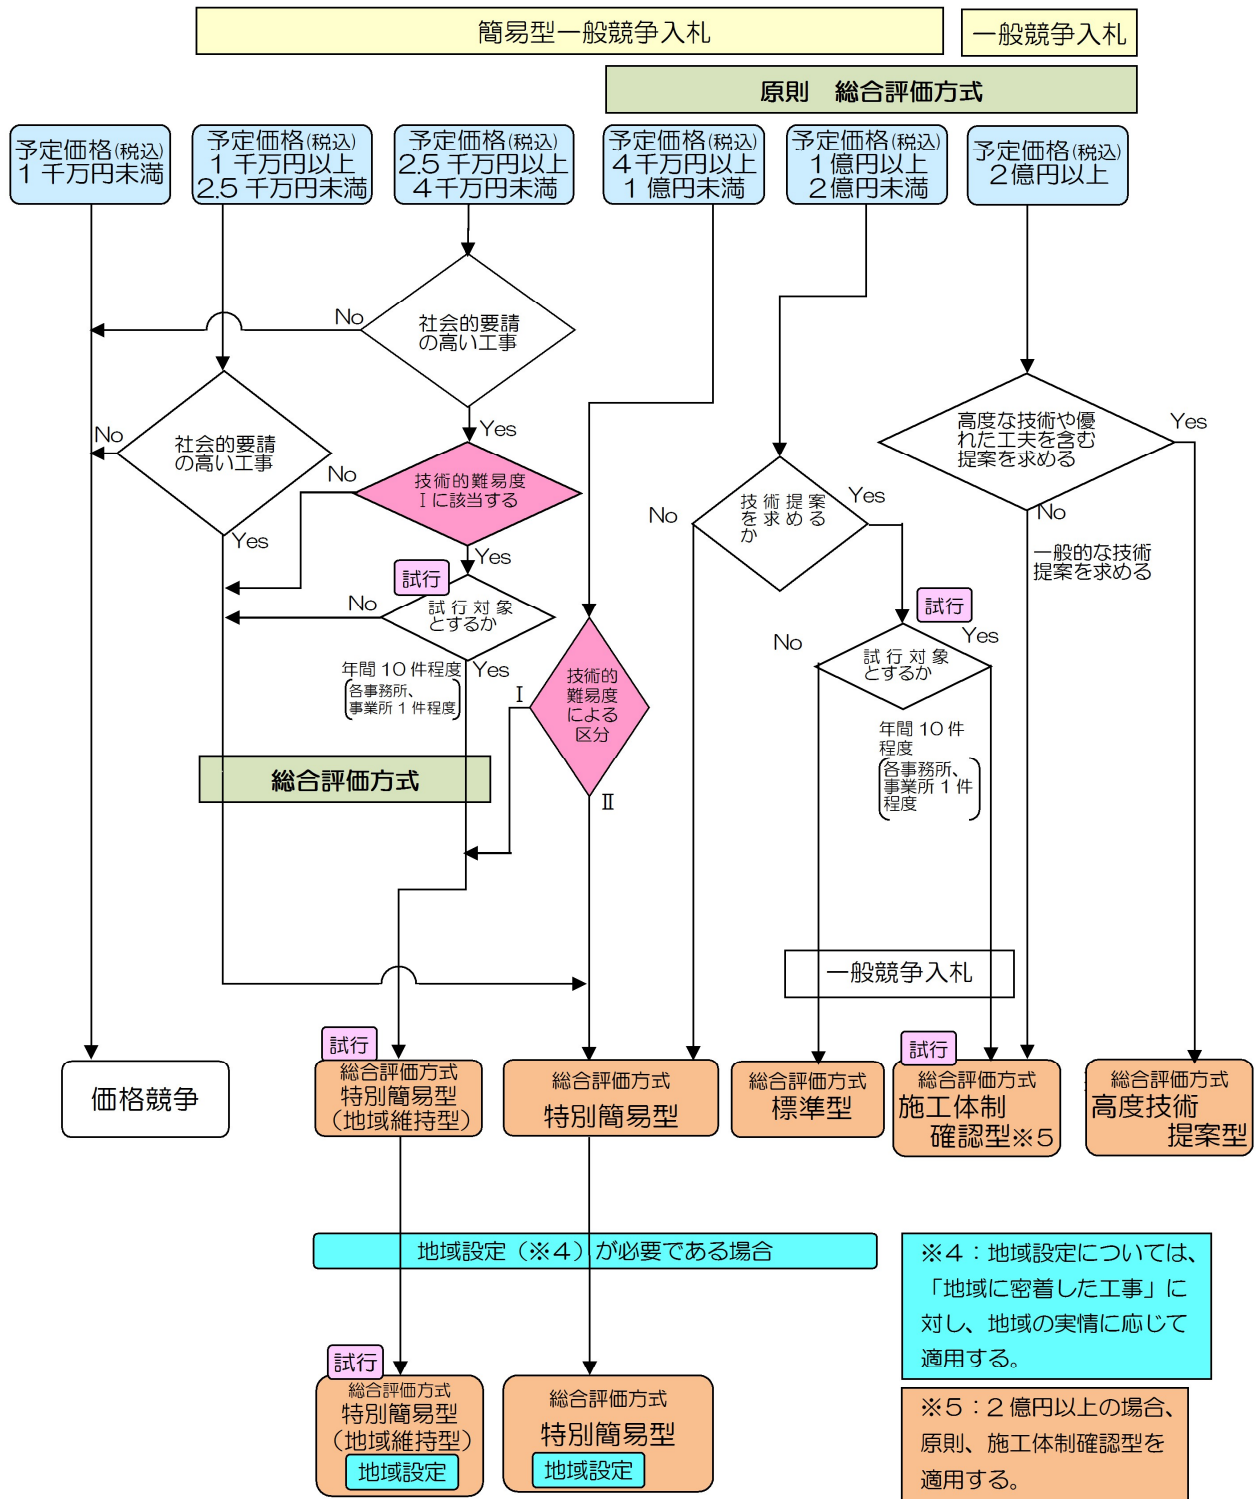 簡易型一般競争入札
一般競争入札
原則　総合評価方式
予定価格(税込)
1千万円未満
予定価格(税込)
1千万円以上
2.5千万円未満
予定価格(税込)
2.5千万円以上
4千万円未満
予定価格(税込)
4千万円以上
1億円未満
予定価格(税込)
1億円以上
2億円未満
予定価格(税込)
2億円以上
No
社会的要請
の高い工事
Yes
No
社会的要請
の高い工事
Yes
No
技術的難易度
Ⅰに該当する
Yes
試行
No
試行対象
とするか
Yes
年間10件程度
各事務所、
事業所1件程度
Ⅰ
技術的
難易度
による
区分
Ⅱ
No
技術提案
を求める
か
Yes
高度な技術や優
れた工夫を含む
提案を求める
Yes
No
一般的な技術
提案を求める
試行
No
試行対象
とするか
Yes
年間10件
程度
各事務所、
事業所1件
程度
総合評価方式
一般競争入札
価格競争
試行
総合評価方式
特別簡易型
(地域維持型)
総合評価方式
特別簡易型
総合評価方式
標準型
試行
総合評価方式
施工体制
確認型※5
総合評価方式
高度技術
提案型
地域設定（※4）が必要である場合
試行
総合評価方式
特別簡易型
(地域維持型)
地域設定
総合評価方式
特別簡易型
地域設定
※4：地域設定については、
「地域に密着した工事」に
対し、地域の実情に応じて
適用する。
※5：2億円以上の場合、
原則、施工体制確認型を
適用する。